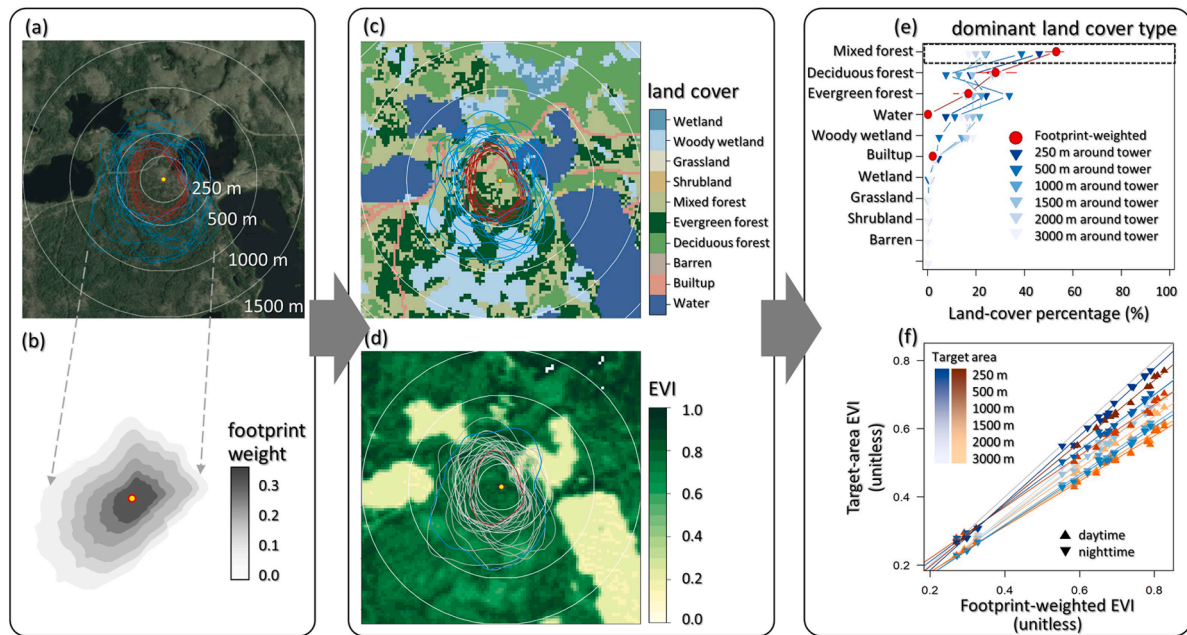 (a)
250 m
500 m
1000 m
1500 m
(b)
footprint
weight
0.3
0.2
0.1
0.0
(c)
land cover
Wetland
Woody wetland
Grassland
Shrubland
Mixed forest
Evergreen forest
Deciduous forest
Barren
Builtup
Water
(d)
EVI
1.0
0.8
0.6
0.4
0.2
0.0
(e)
dominant land cover type
Mixed forest
Deciduous forest
Evergreen forest
Water
Woody wetland
Builtup
Wetland
Grassland
Shrubland
Barren
Footprint-weighted
250 m around tower
500 m around tower
1000 m around tower
1500 m around tower
2000 m around tower
3000 m around tower
0 20 40 60 80 100
Land-cover percentage (%)
(f)
Target area
250 m
500 m
1000 m
1500 m
2000 m
3000 m
0.8
0.6
0.4
0.2
Target-area EVI
(unitless)
daytime
nighttime
0.2 0.4 0.6 0.8
Footprint-weighted EVI
(unitless)